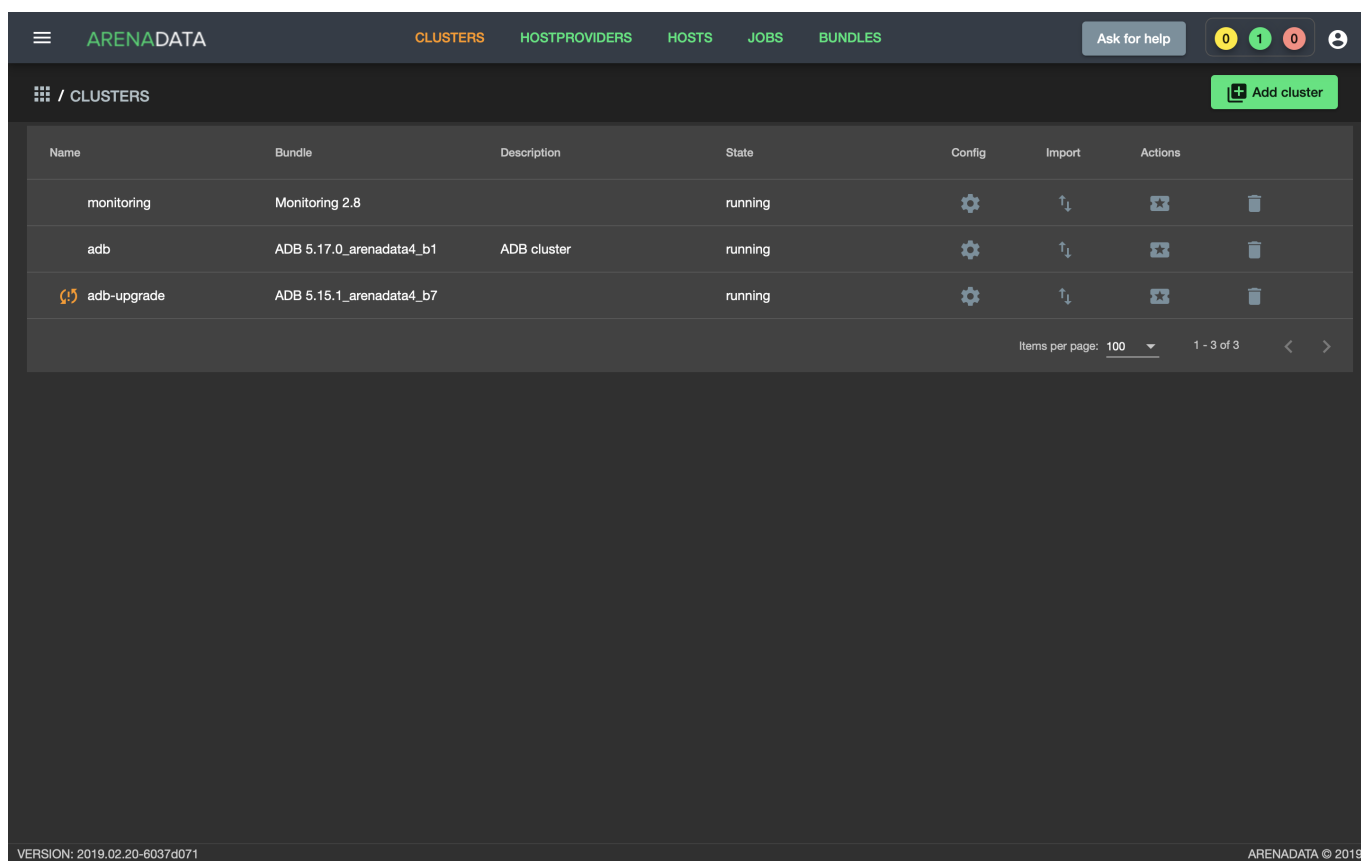 ARENADATA CLUSTERS HOSTPROVIDERS HOSTS JOBS BUNDLES Ask for help 0 1 0
/ CLUSTERS Add cluster
Name Bundle Description State Config Import Actions
monitoring Monitoring 2.8 running
adb ADB 5.17.0_arenadata4_b1 ADB cluster running
adb-upgrade ADB 5.15.1_arenadata4_b7 running
Items per page: 100 1 - 3 of 3
VERSION: 2019.02.20-6037d071 ARENADATA © 2019